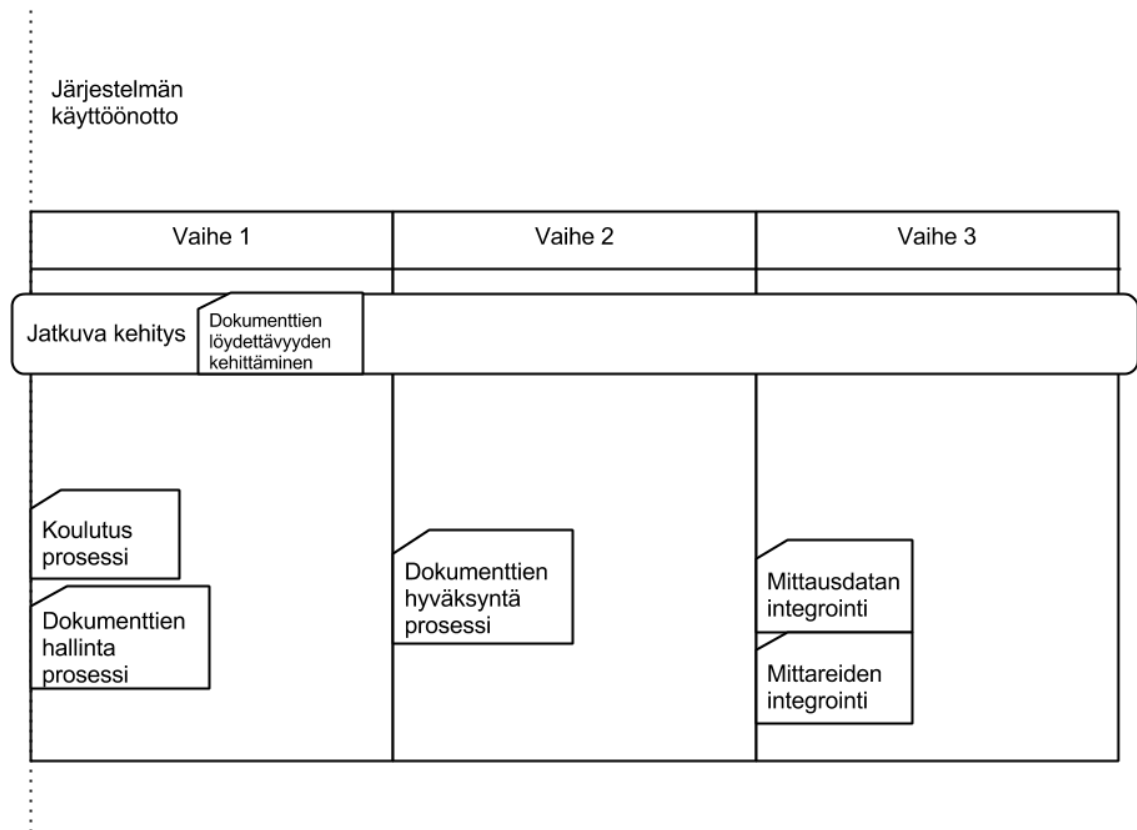 Järjestelmän
käyttöönotto
Vaihe 1
Vaihe 2
Vaihe 3
Jatkuva kehitys
Dokumenttien
löydettävyyden
kehittäminen
Koulutus
prosessi
Dokumenttien
hallinta
prosessi
Dokumenttien
hyväksyntä
prosessi
Mittausdatan
integrointi
Mittareiden
integrointi